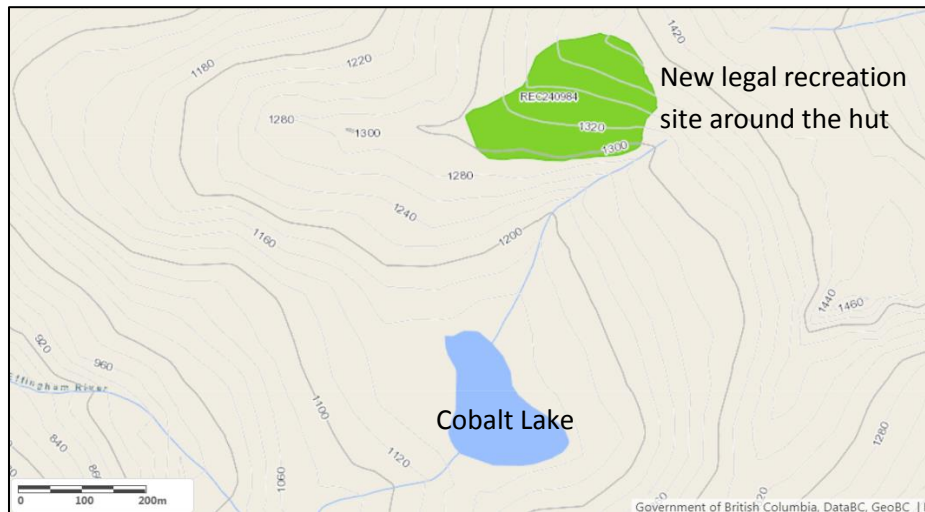 1420
1180
1220
New legal recreation
site around the hut
REC240984
1280
1300
1320
1300
1280
1240
1200
1160
1440
1460
920
960
Effingham River
Cobalt Lake
1100
840
1120
1060
1280
0 100 200m
Government of British Columbia, DataBC, GeoBC |